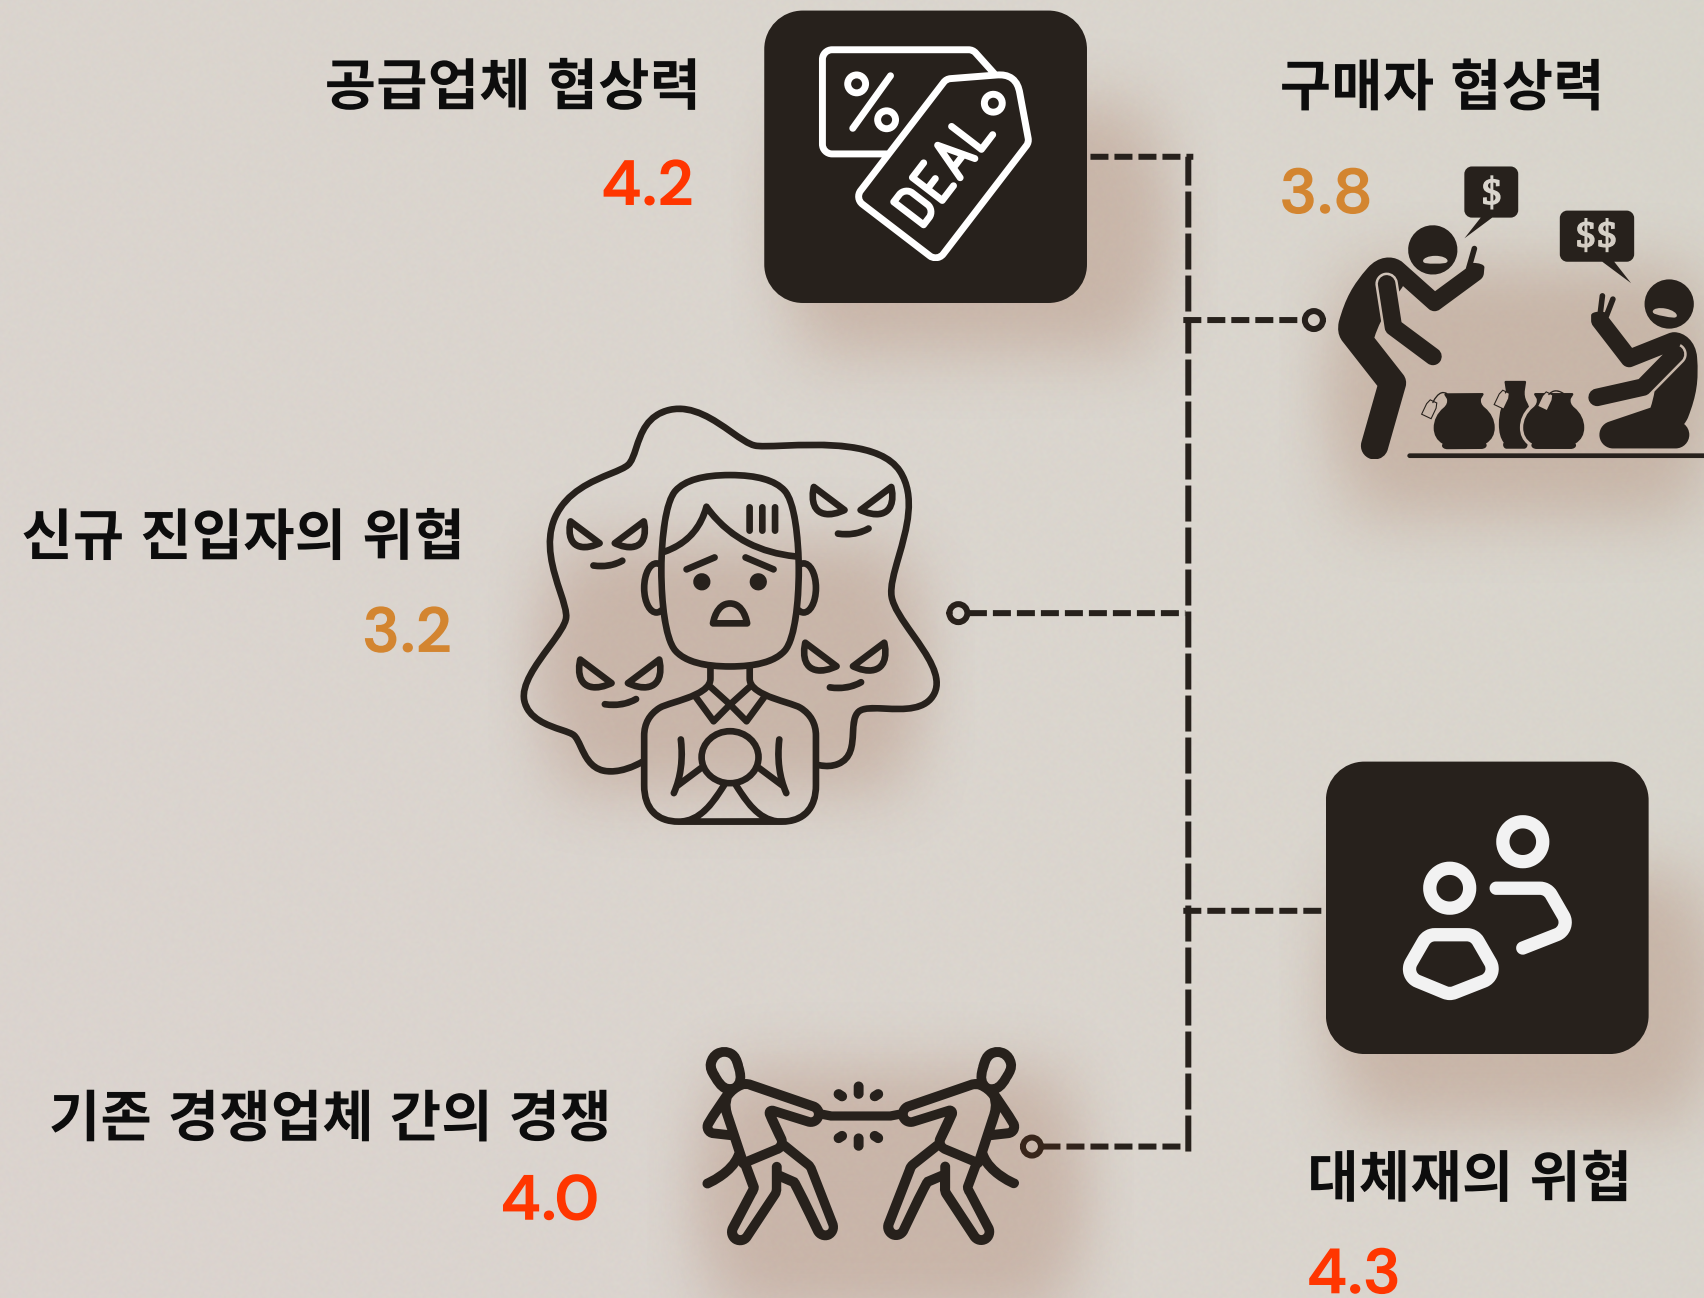 공급업체 협상력
4.2
%
DEAL
구매자 협상력
3.8
$
$$
신규 진입자의 위협
3.2
기존 경쟁업체 간의 경쟁
4.0
대체재의 위협
4.3